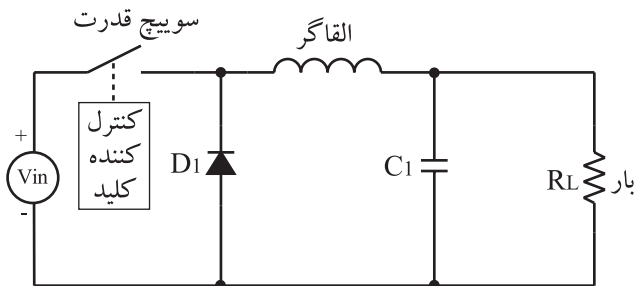 سوییچ قدرت
القاگر
کنترل
کننده
کلید
+
Vin
-
D1
C1
RL
بار